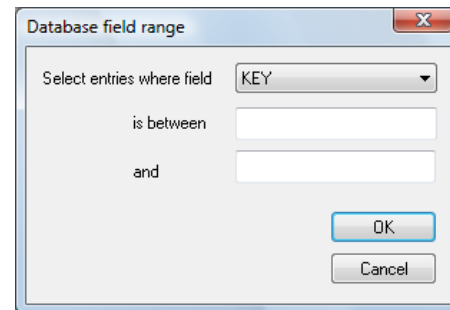 Database field range
Select entries where field KEY
is between
and
OK
Cancel